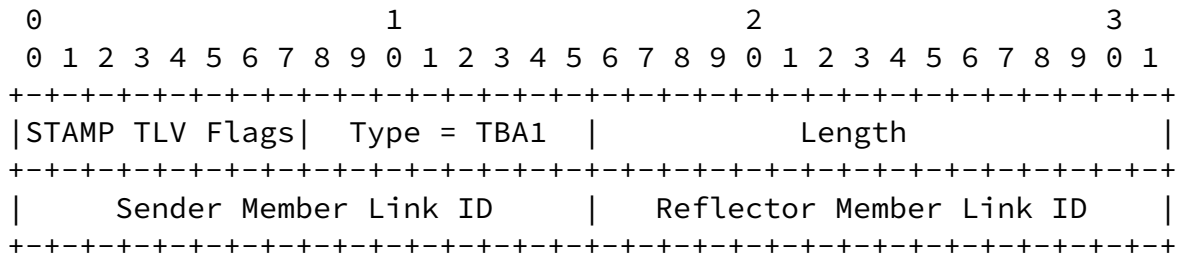 0                   1                   2                   3
 0 1 2 3 4 5 6 7 8 9 0 1 2 3 4 5 6 7 8 9 0 1 2 3 4 5 6 7 8 9 0 1
+-+-+-+-+-+-+-+-+-+-+-+-+-+-+-+-+-+-+-+-+-+-+-+-+-+-+-+-+-+-+-+-+
|STAMP TLV Flags|  Type = TBA1  |           Length              |
+-+-+-+-+-+-+-+-+-+-+-+-+-+-+-+-+-+-+-+-+-+-+-+-+-+-+-+-+-+-+-+-+
|     Sender Member Link ID     |   Reflector Member Link ID    |
+-+-+-+-+-+-+-+-+-+-+-+-+-+-+-+-+-+-+-+-+-+-+-+-+-+-+-+-+-+-+-+-+